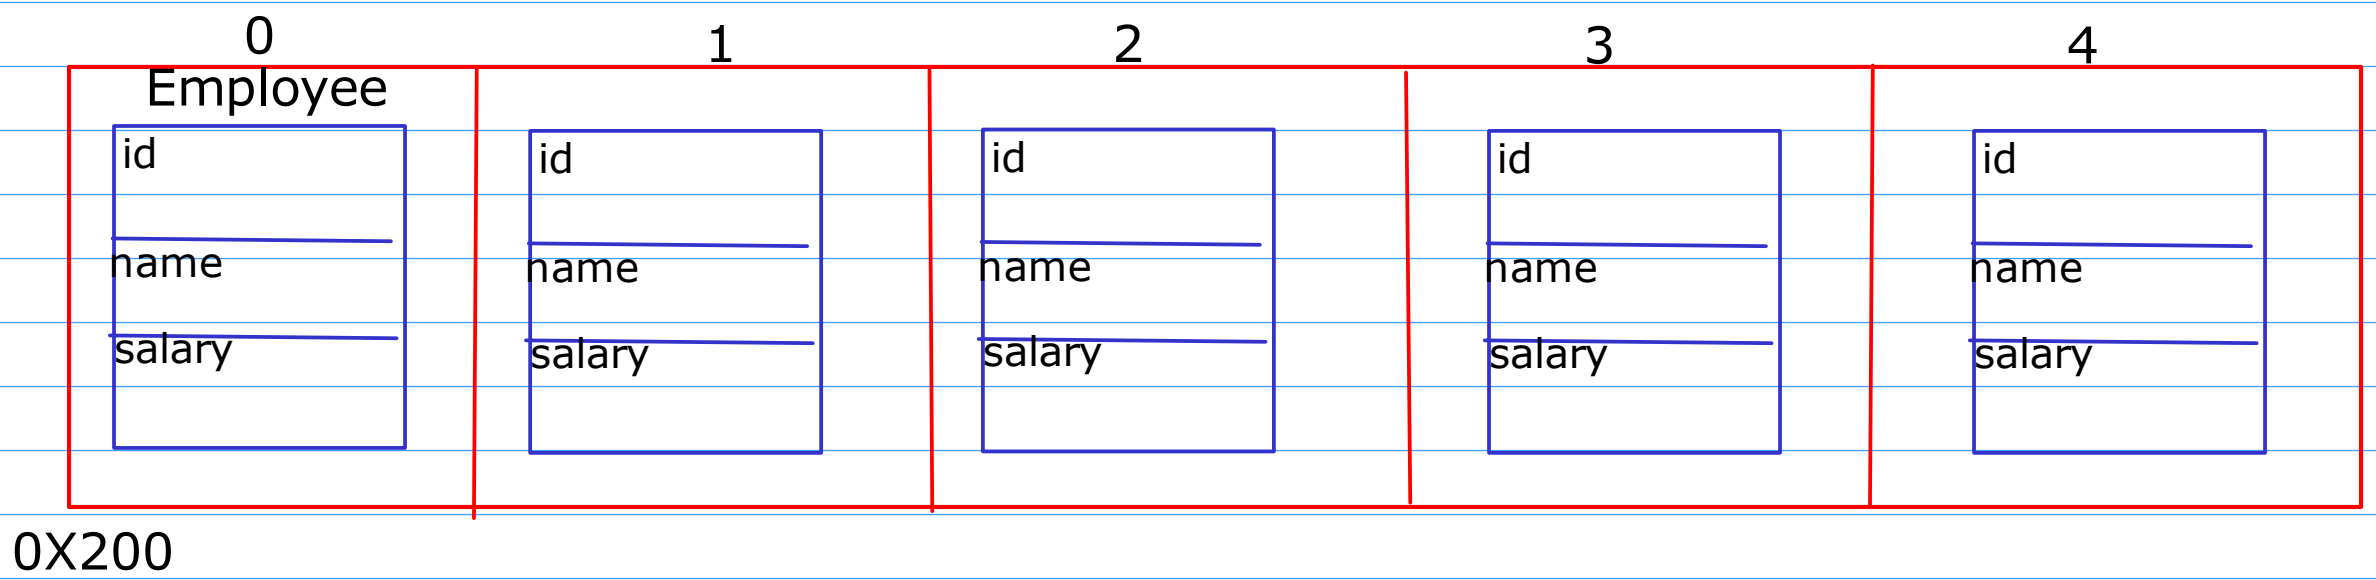 0 1 2 3 4
Employee
id id id id id
name name name name name
salary salary salary salary salary
0X200